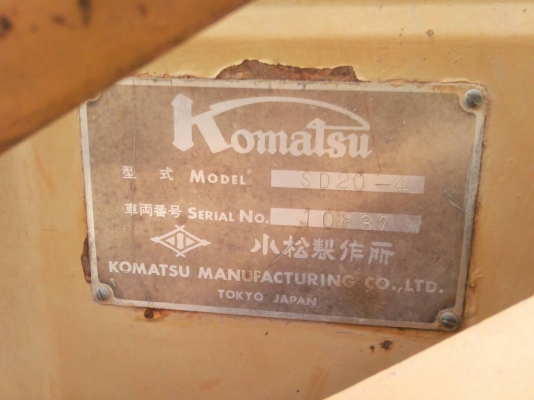 Komatsu
型式 MODEL SD20-4
車両番号 SERIAL No. 10837
小松製作所
KOMATSU MANUFACTURING CO.,LTD.
TOKYO JAPAN